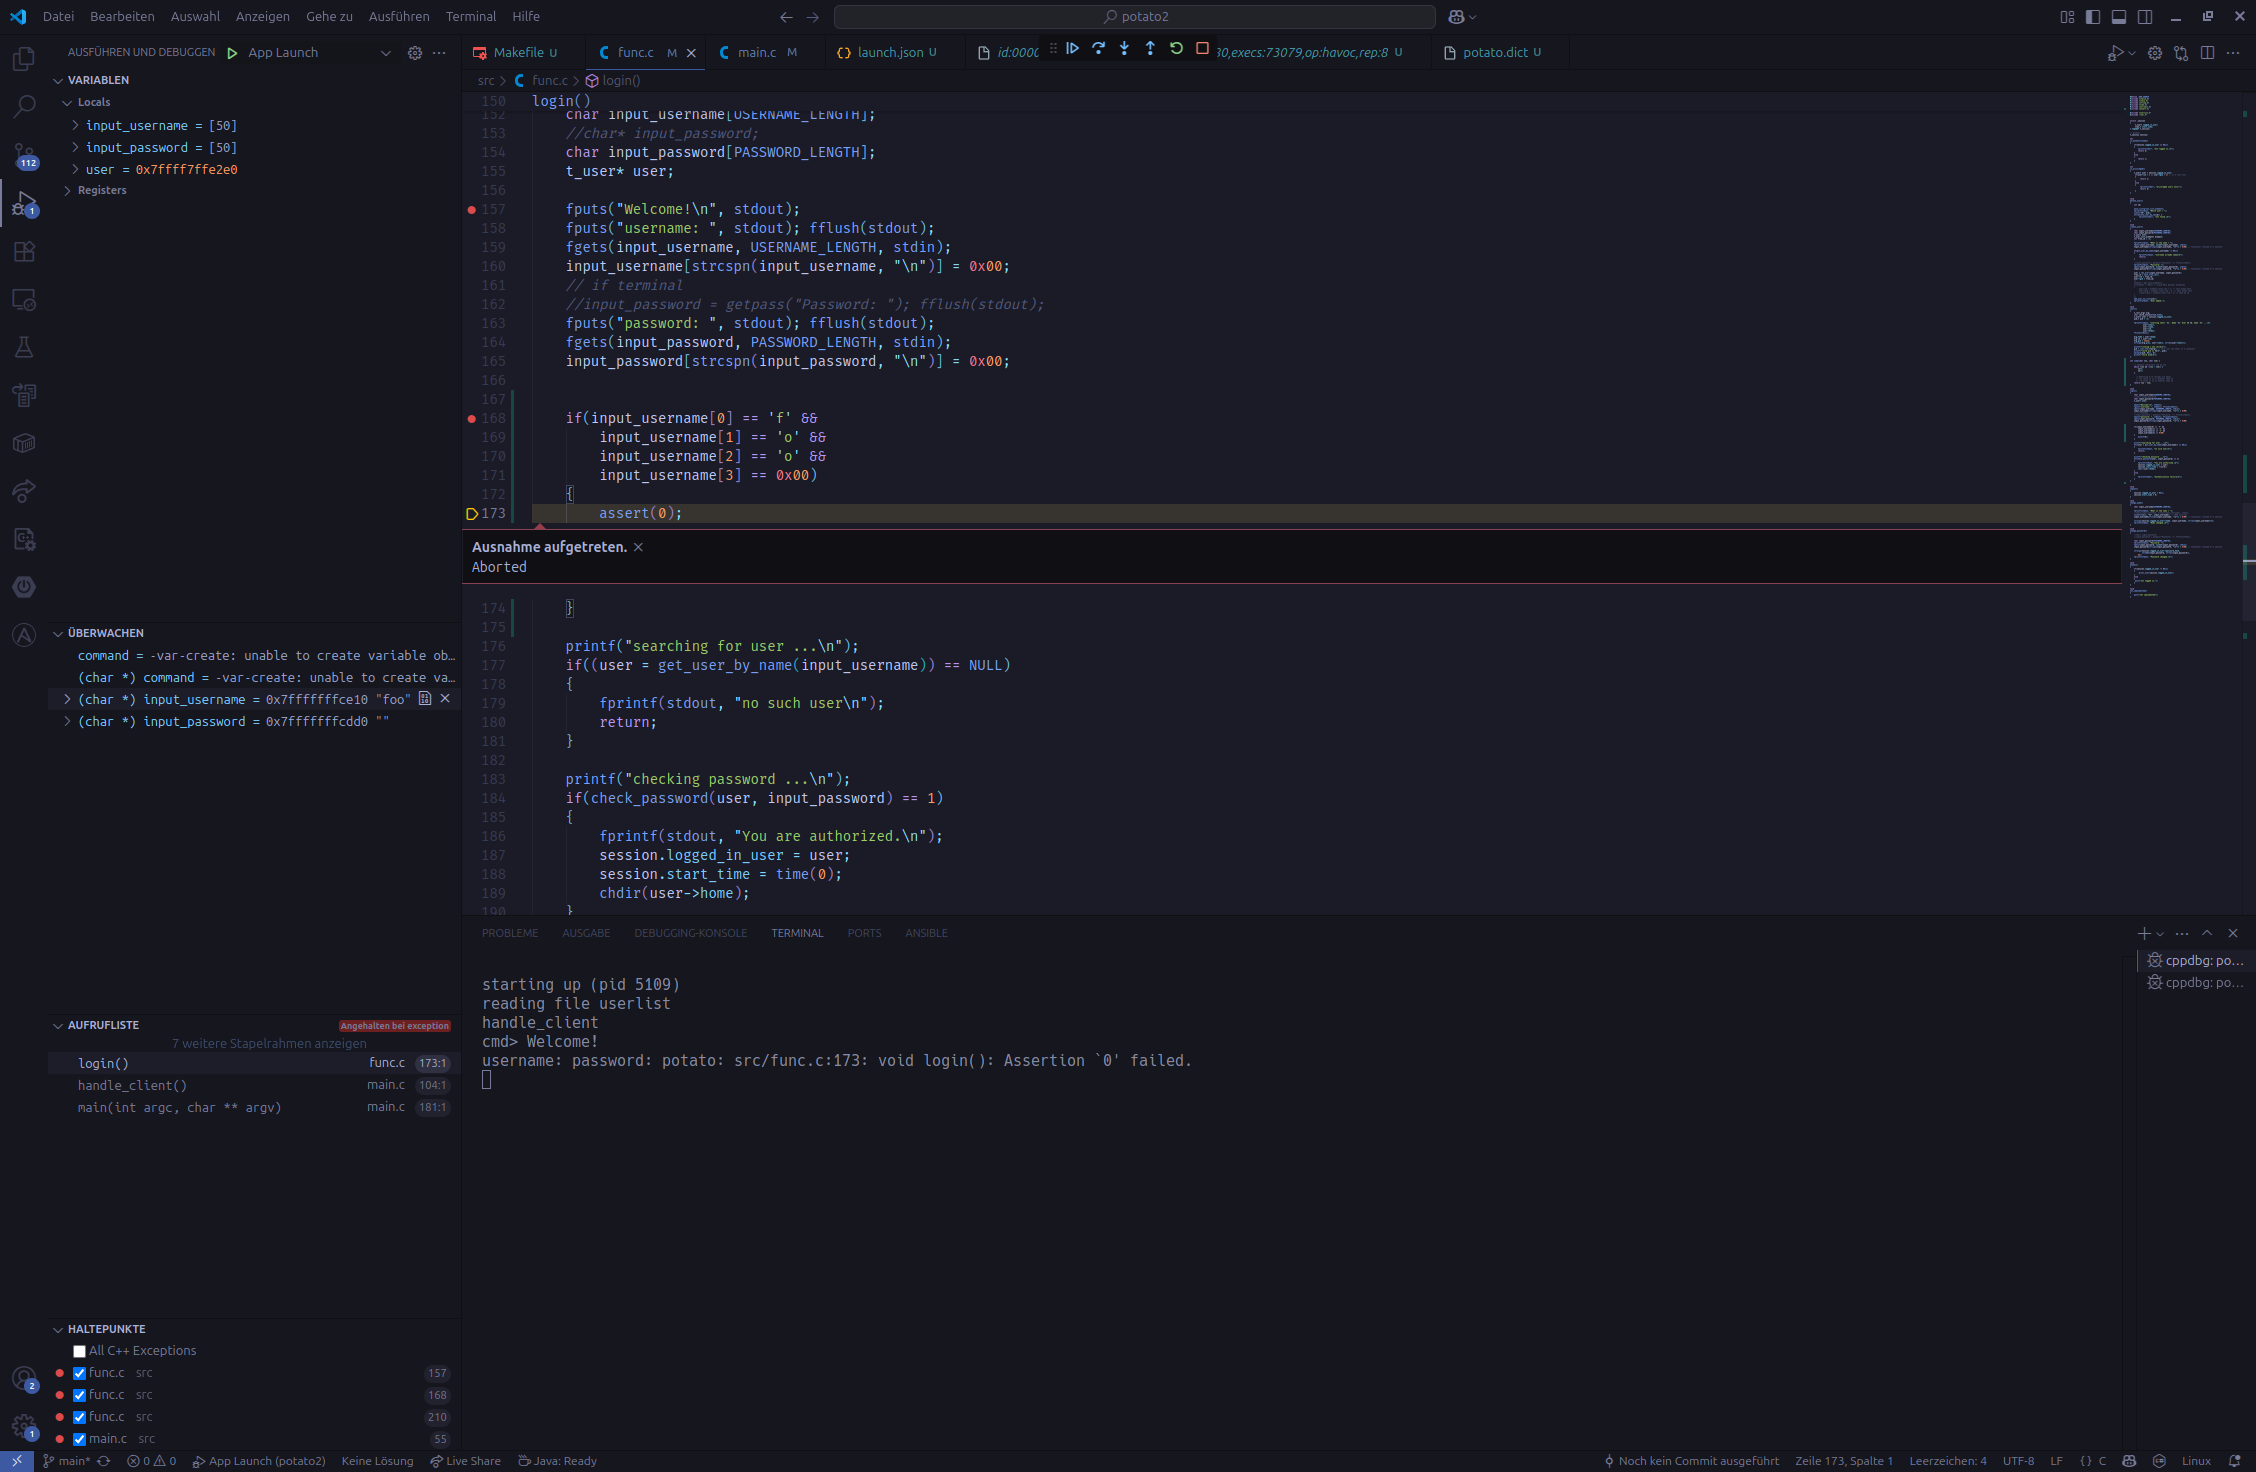 Datei Bearbeiten Auswahl Anzeigen Gehe zu Ausführen Terminal Hilfe
potato2
AUSFÜHREN UND DEBUGGEN App Launch
Makefile U
func.c M
main.c M
launch.json U
id:0000
30,execs:73079,op:havoc,rep:8 U
potato.dict U
VARIABLEN
Locals
input_username = [50]
input_password = [50]
user = 0x7ffff7ffe2e0
Registers
112
1
src > func.c > login()
150 login()
152 char input_username[USERNAME_LENGTH];
153 //char* input_password;
154 char input_password[PASSWORD_LENGTH];
155 t_user* user;
156
157 fputs("Welcome!\n", stdout);
158 fputs("username: ", stdout); fflush(stdout);
159 fgets(input_username, USERNAME_LENGTH, stdin);
160 input_username[strcspn(input_username, "\n")] = 0x00;
161 // if terminal
162 //input_password = getpass("Password: "); fflush(stdout);
163 fputs("password: ", stdout); fflush(stdout);
164 fgets(input_password, PASSWORD_LENGTH, stdin);
165 input_password[strcspn(input_password, "\n")] = 0x00;
166
167
168 if(input_username[0] == 'f' &&
169 input_username[1] == 'o' &&
170 input_username[2] == 'o' &&
171 input_username[3] == 0x00)
172 {
173 assert(0);
Ausnahme aufgetreten.
Aborted
174 }
175
176 printf("searching for user ...\n");
177 if((user = get_user_by_name(input_username)) == NULL)
178 {
179 fprintf(stdout, "no such user\n");
180 return;
181 }
182
183 printf("checking password ...\n");
184 if(check_password(user, input_password) == 1)
185 {
186 fprintf(stdout, "You are authorized.\n");
187 session.logged_in_user = user;
188 session.start_time = time(0);
189 chdir(user->home);
190 }
ÜBERWACHEN
command = -var-create: unable to create variable ob…
(char *) command = -var-create: unable to create va…
(char *) input_username = 0x7fffffffce10 "foo"
(char *) input_password = 0x7fffffffcdd0 ""
AUFRUFLISTE Angehalten bei exception
7 weitere Stapelrahmen anzeigen
login() func.c 173:1
handle_client() main.c 104:1
main(int argc, char ** argv) main.c 181:1
PROBLEME AUSGABE DEBUGGING-KONSOLE TERMINAL PORTS ANSIBLE
starting up (pid 5109)
reading file userlist
handle_client
cmd> Welcome!
username: password: potato: src/func.c:173: void login(): Assertion `0' failed.
cppdbg: po…
cppdbg: po…
HALTEPUNKTE
All C++ Exceptions
func.c src 157
func.c src 168
func.c src 210
main.c src 55
2
1
main* 0 0 App Launch (potato2) Keine Lösung Live Share Java: Ready
Noch kein Commit ausgeführt Zeile 173, Spalte 1 Leerzeichen: 4 UTF-8 LF {} C Linux